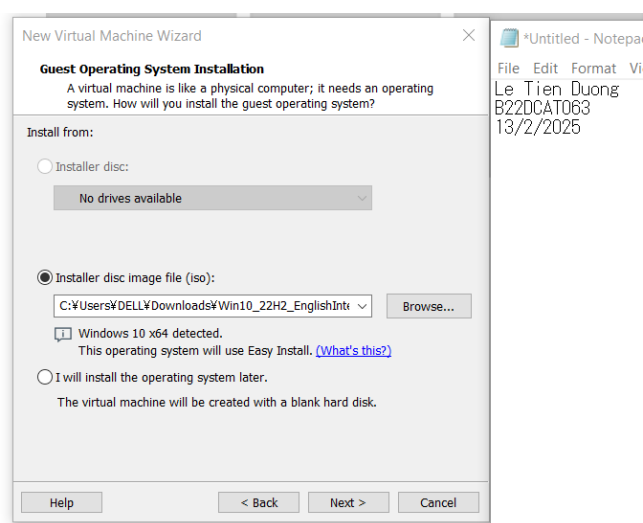 New Virtual Machine Wizard
Guest Operating System Installation
A virtual machine is like a physical computer; it needs an operating
system. How will you install the guest operating system?
Install from:
Installer disc:
No drives available
Installer disc image file (iso):
C:¥Users¥DELL¥Downloads¥Win10_22H2_EnglishInte
Browse...
Windows 10 x64 detected.
This operating system will use Easy Install. (What's this?)
I will install the operating system later.
The virtual machine will be created with a blank hard disk.
Help
< Back
Next >
Cancel
*Untitled - Notepad
File Edit Format Vi
Le Tien Duong
B22DCAT063
13/2/2025